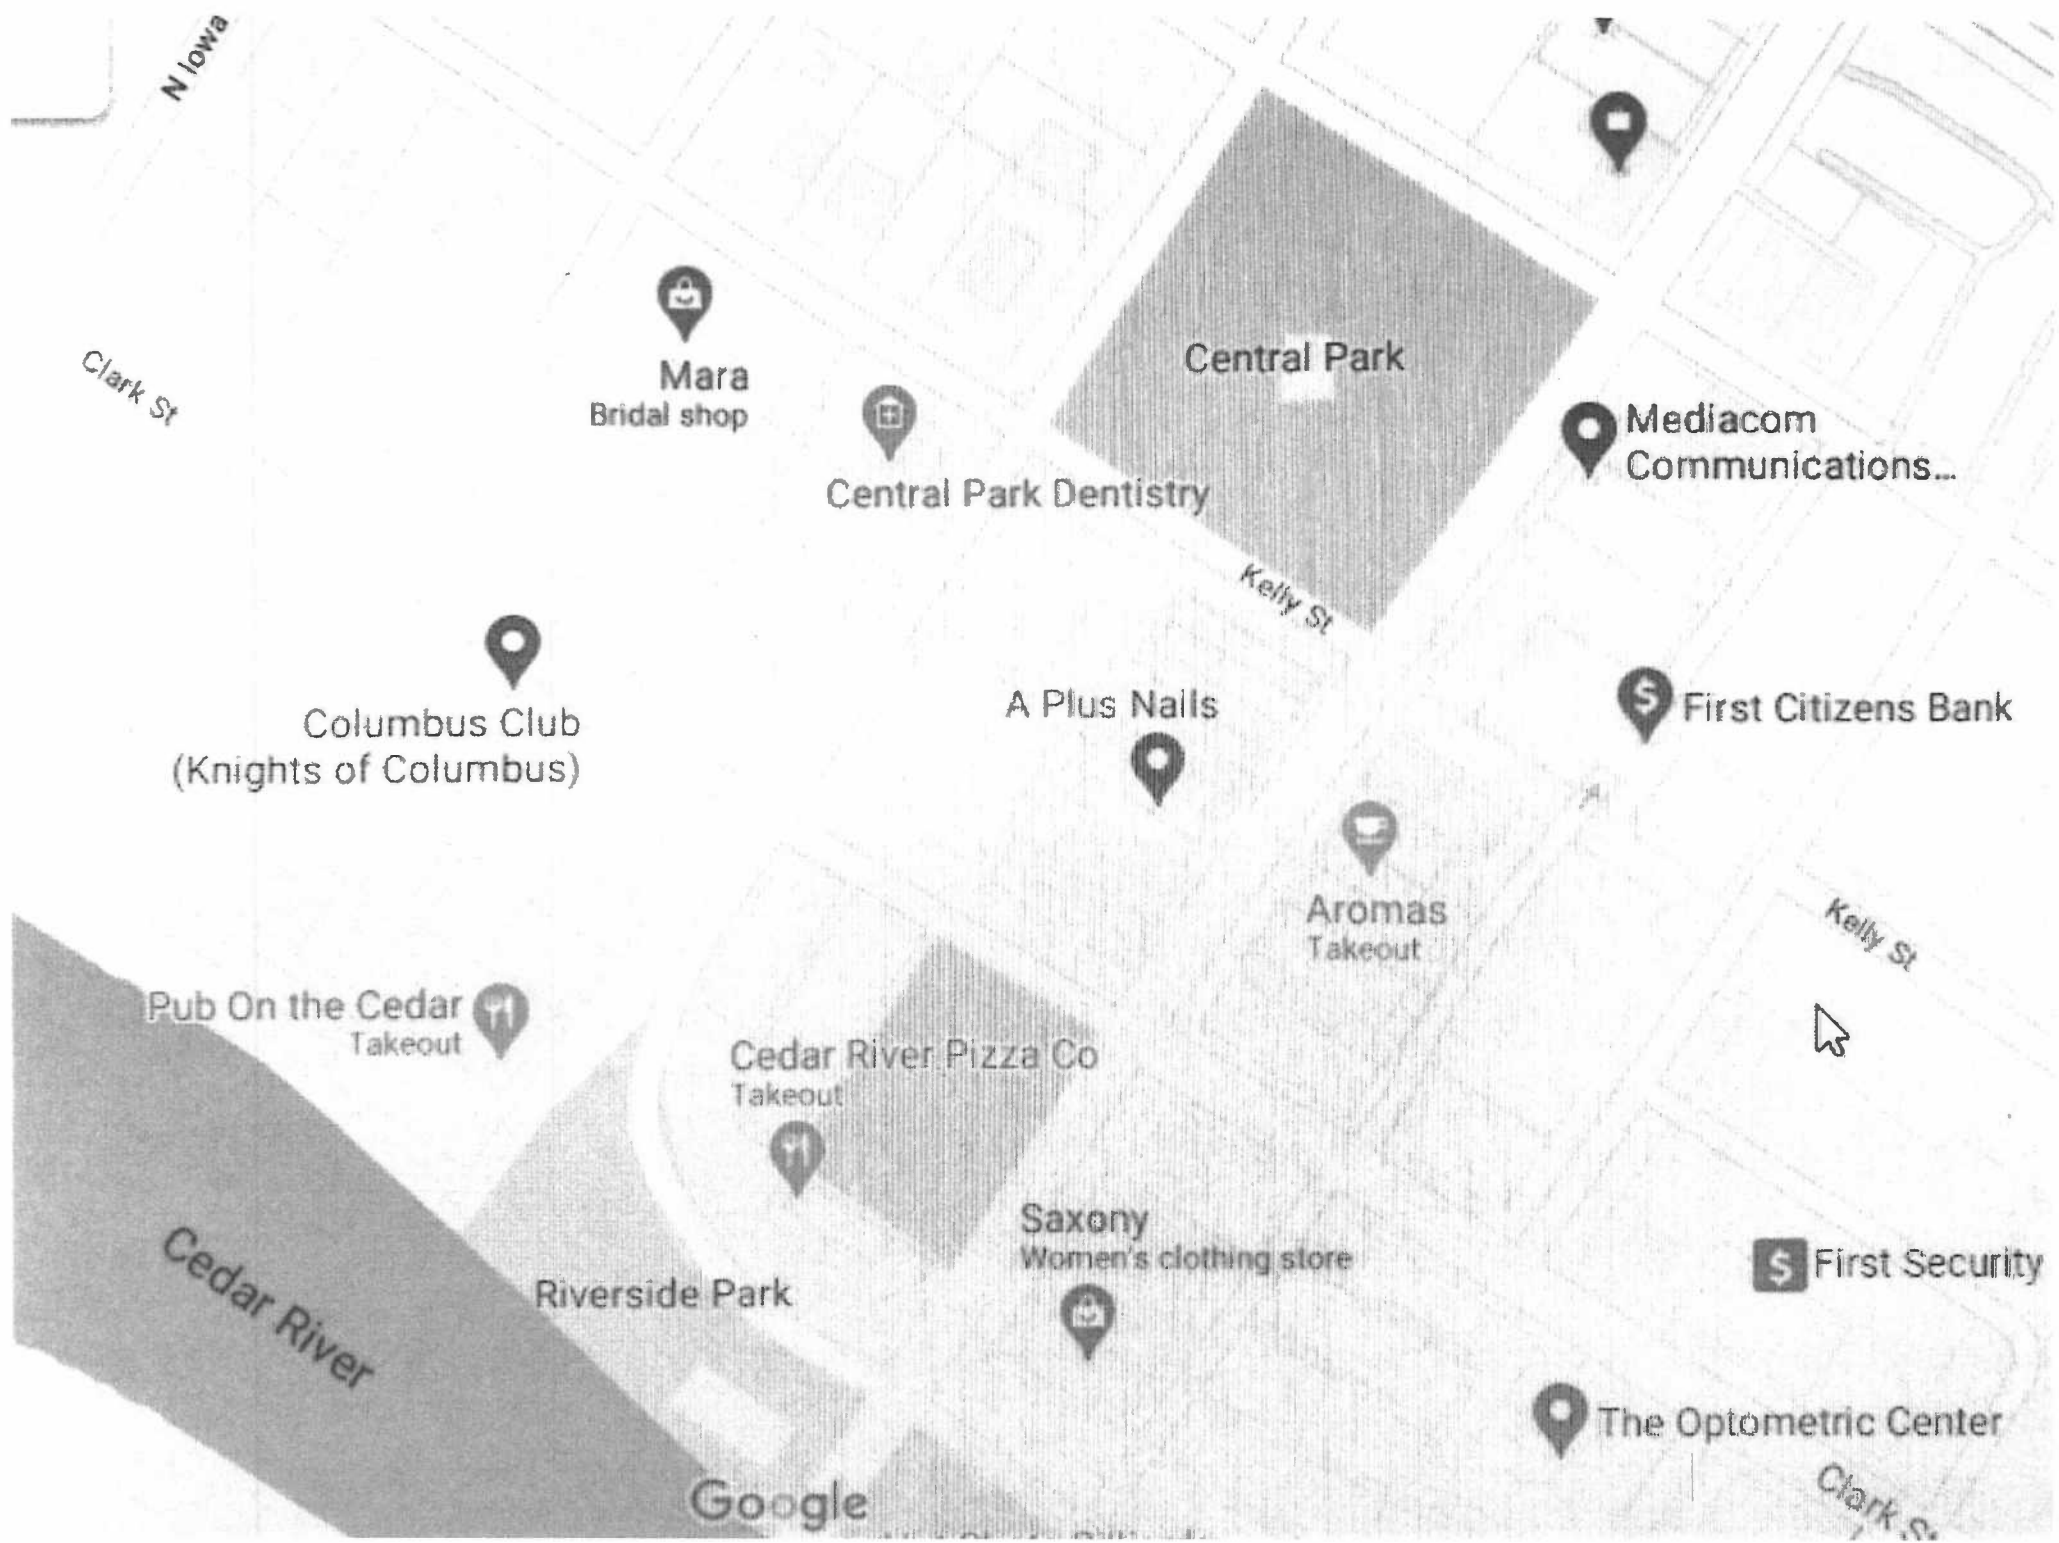 N Iowa
Clark St
Mara
Bridal shop
Central Park
Central Park Dentistry
Mediacom
Communications...
Kelly St
Columbus Club
(Knights of Columbus)
A Plus Nails
First Citizens Bank
Aromas
Takeout
Kelly St
Pub On the Cedar
Takeout
Cedar River Pizza Co
Takeout
Saxony
Women's clothing store
Cedar River
Riverside Park
First Security
The Optometric Center
Clark St
Google